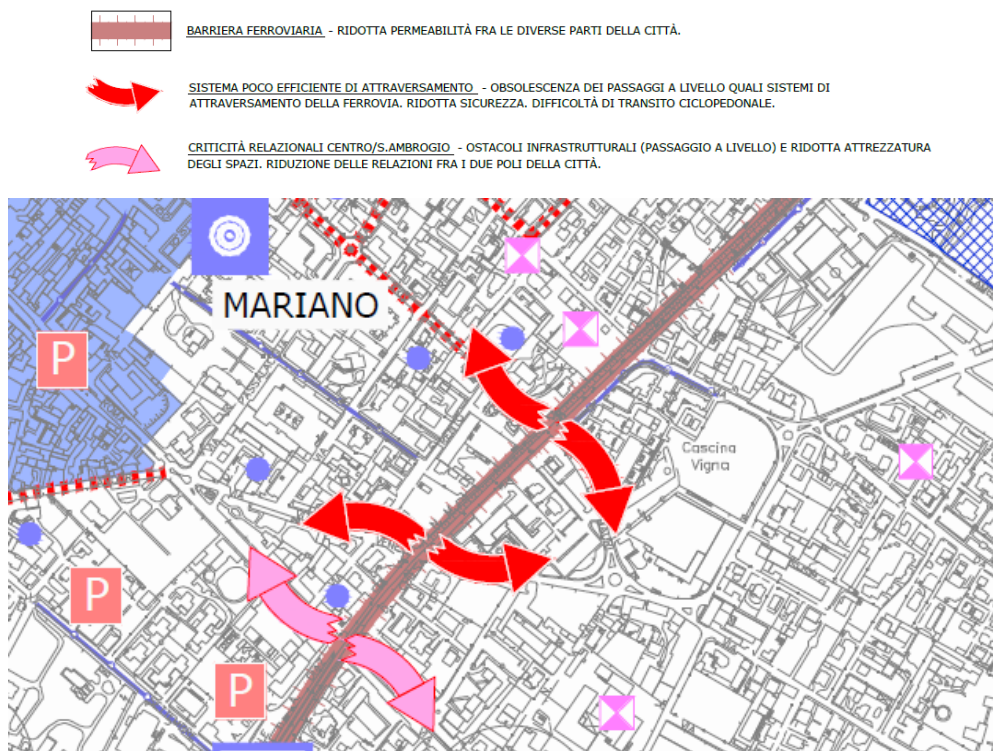 BARRIERA FERROVIARIA - RIDOTTA PERMEABILITÀ FRA LE DIVERSE PARTI DELLA CITTÀ.
SISTEMA POCO EFFICIENTE DI ATTRAVERSAMENTO - OBSOLESCENZA DEI PASSAGGI A LIVELLO QUALI SISTEMI DI
ATTRAVERSAMENTO DELLA FERROVIA. RIDOTTA SICUREZZA. DIFFICOLTÀ DI TRANSITO CICLOPEDONALE.
CRITICITÀ RELAZIONALI CENTRO/S.AMBROGIO - OSTACOLI INFRASTRUTTURALI (PASSAGGIO A LIVELLO) E RIDOTTA ATTREZZATURA
DEGLI SPAZI. RIDUZIONE DELLE RELAZIONI FRA I DUE POLI DELLA CITTÀ.
MARIANO
P
Cascina
Vigna
P
P